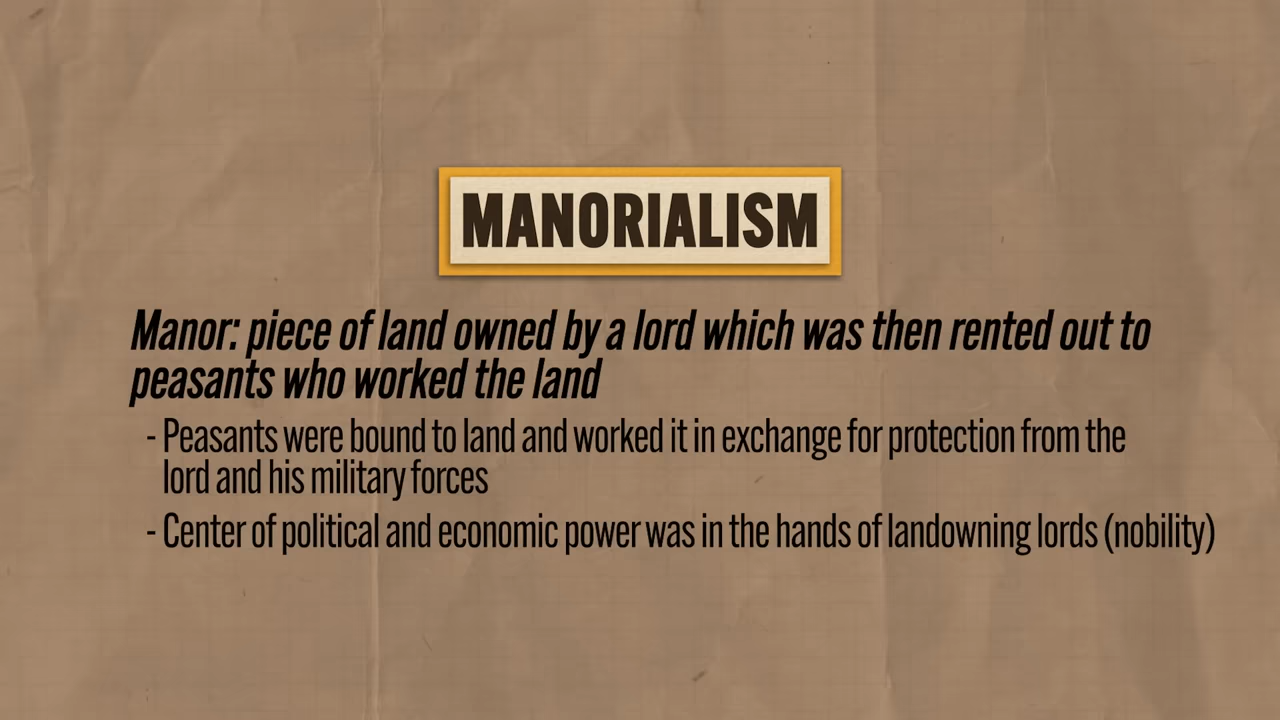 MANORIALISM
Manor: piece of land owned by a lord which was then rented out to
peasants who worked the land
- Peasants were bound to land and worked it in exchange for protection from the
lord and his military forces
- Center of political and economic power was in the hands of landowning lords (nobility)